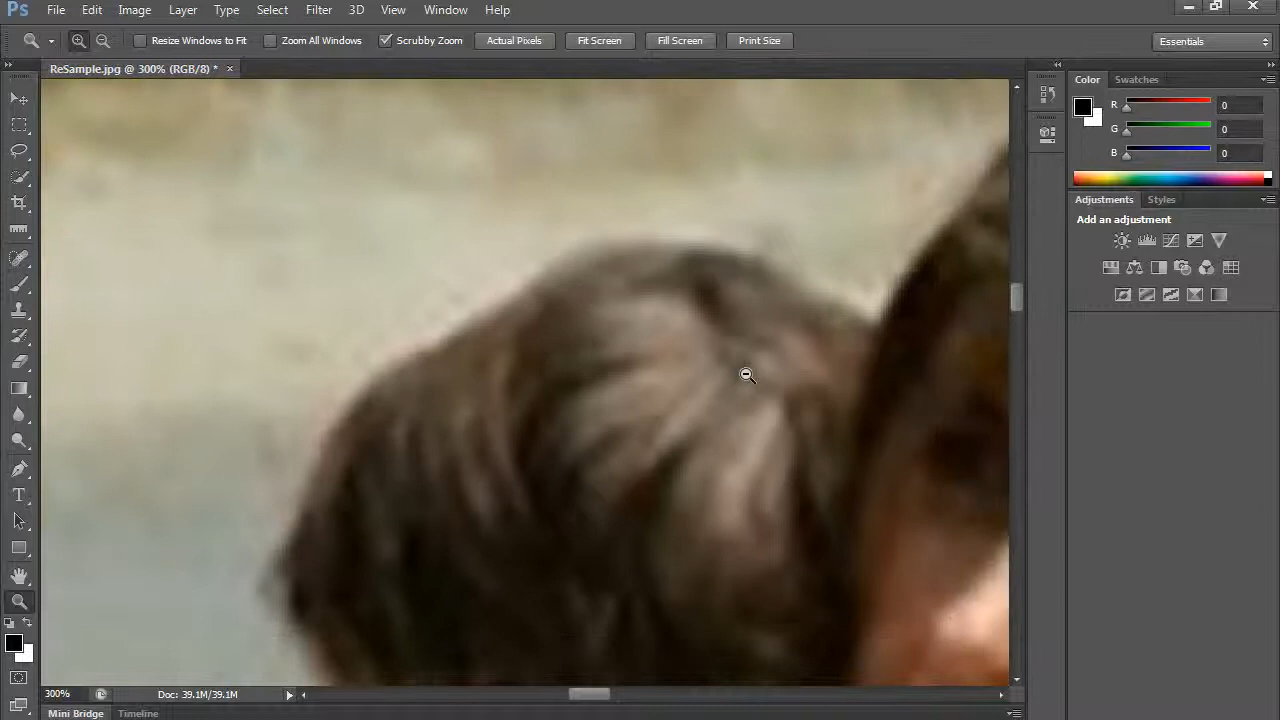 Ps File Edit Image Layer Type Select Filter 3D View Window Help
Resize Windows to Fit Zoom All Windows Scrubby Zoom Actual Pixels Fit Screen Fill Screen Print Size Essentials
ReSample.jpg @ 300% (RGB/8) * ×
Color Swatches
R 0
G 0
B 0
Adjustments Styles
Add an adjustment
T
300% Doc: 39.1M/39.1M
Mini Bridge Timeline